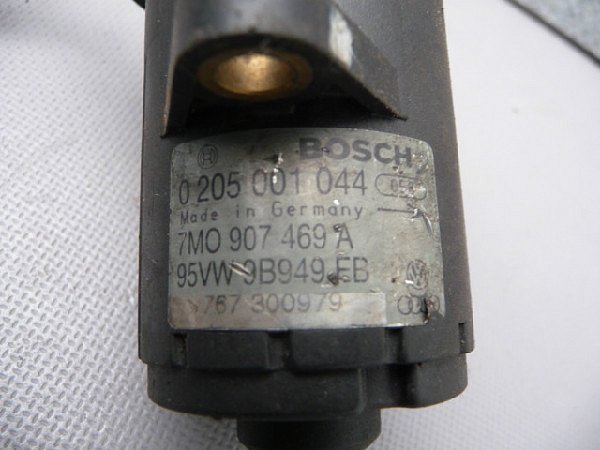 BOSCH
0 205 001 044
Made in Germany
7M0 907 469 A
95VW 9B949 EB
767 300979